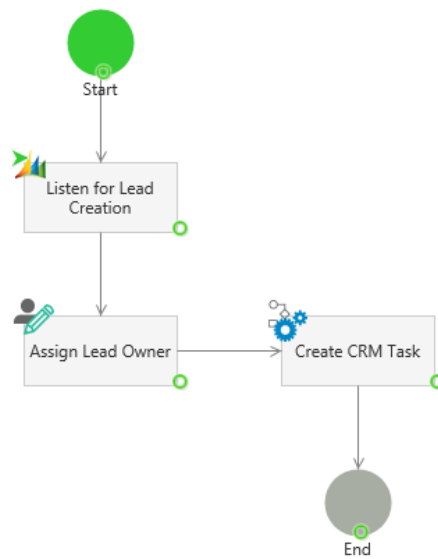 Start
Listen for Lead
Creation
Assign Lead Owner
Create CRM Task
End